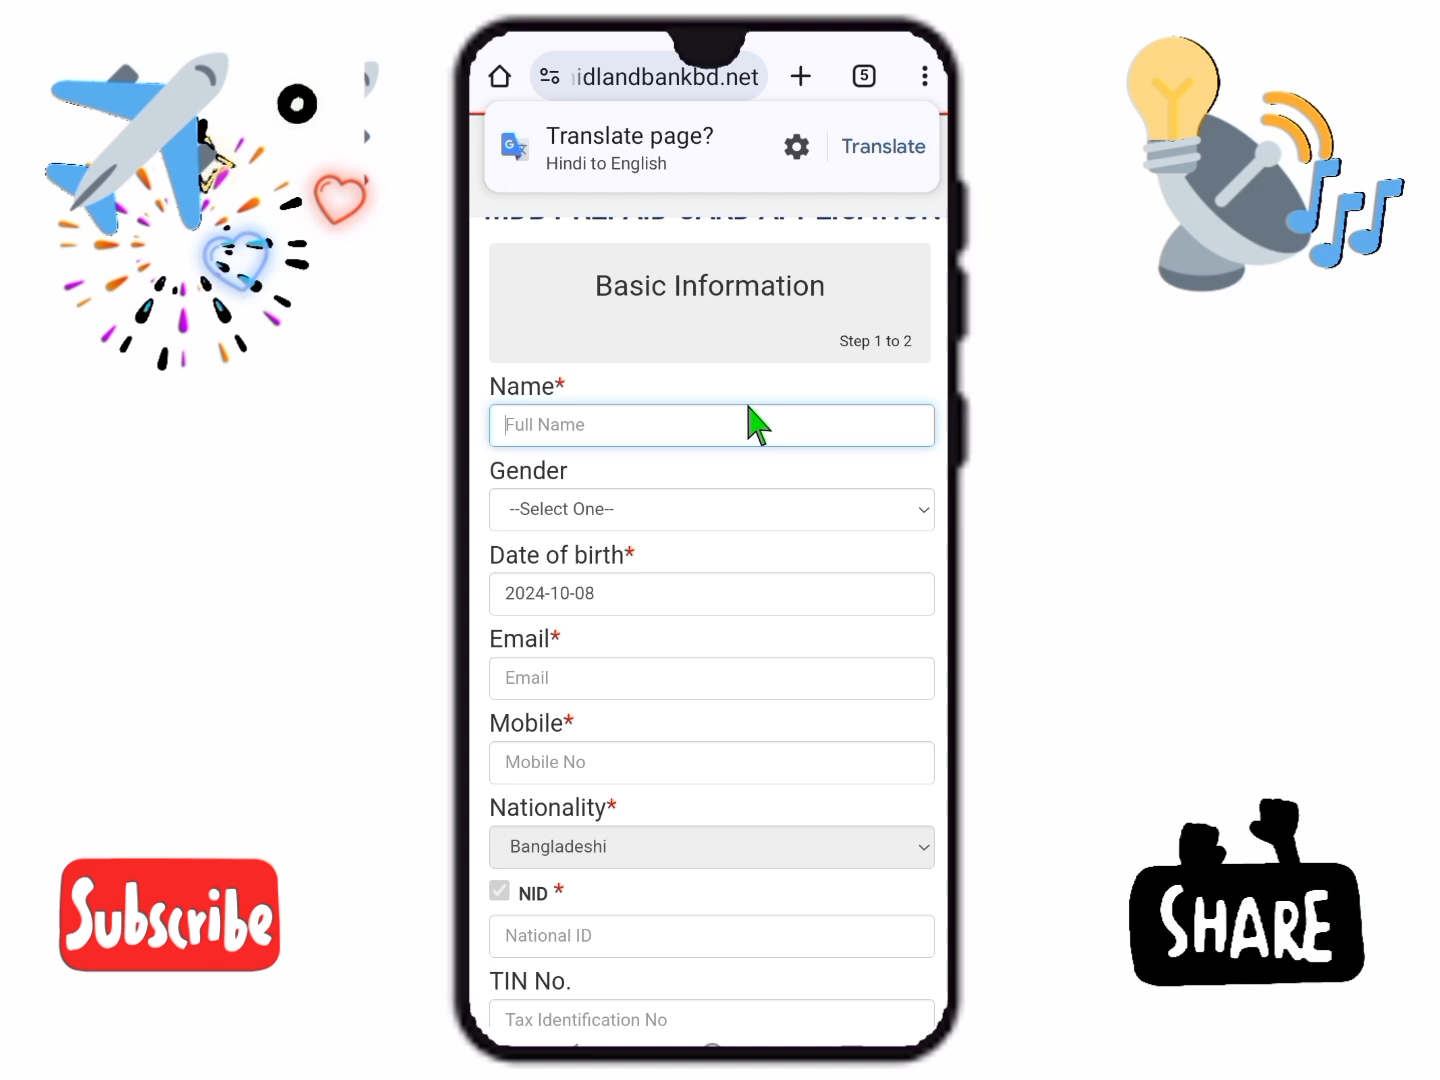 idlandbankbd.net
5
Translate page?
Hindi to English
Translate
Basic Information
Step 1 to 2
Name*
Full Name
Gender
--Select One--
Date of birth*
2024-10-08
Email*
Email
Mobile*
Mobile No
Nationality*
Bangladeshi
NID *
National ID
TIN No.
Tax Identification No
Subscribe
SHARE